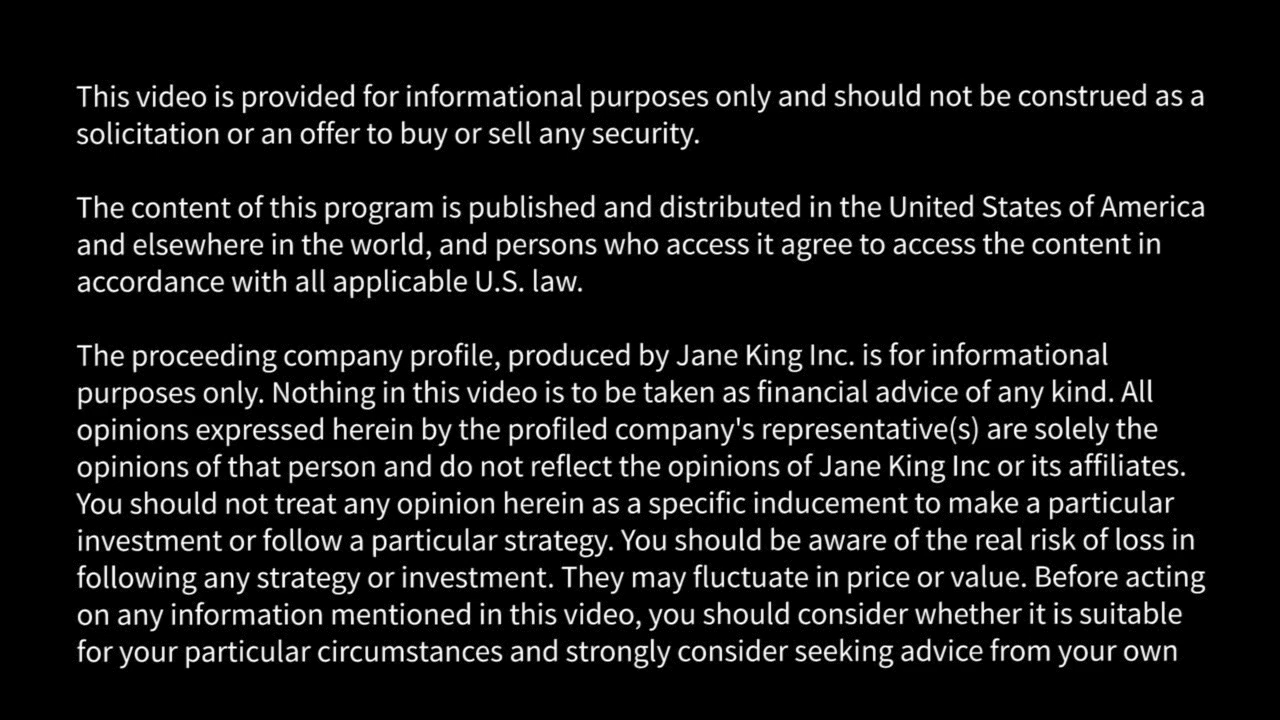 This video is provided for informational purposes only and should not be construed as a
solicitation or an offer to buy or sell any security.
The content of this program is published and distributed in the United States of America
and elsewhere in the world, and persons who access it agree to access the content in
accordance with all applicable U.S. law.
The proceeding company profile, produced by Jane King Inc. is for informational
purposes only. Nothing in this video is to be taken as financial advice of any kind. All
opinions expressed herein by the profiled company's representative(s) are solely the
opinions of that person and do not reflect the opinions of Jane King Inc or its affiliates.
You should not treat any opinion herein as a specific inducement to make a particular
investment or follow a particular strategy. You should be aware of the real risk of loss in
following any strategy or investment. They may fluctuate in price or value. Before acting
on any information mentioned in this video, you should consider whether it is suitable
for your particular circumstances and strongly consider seeking advice from your own